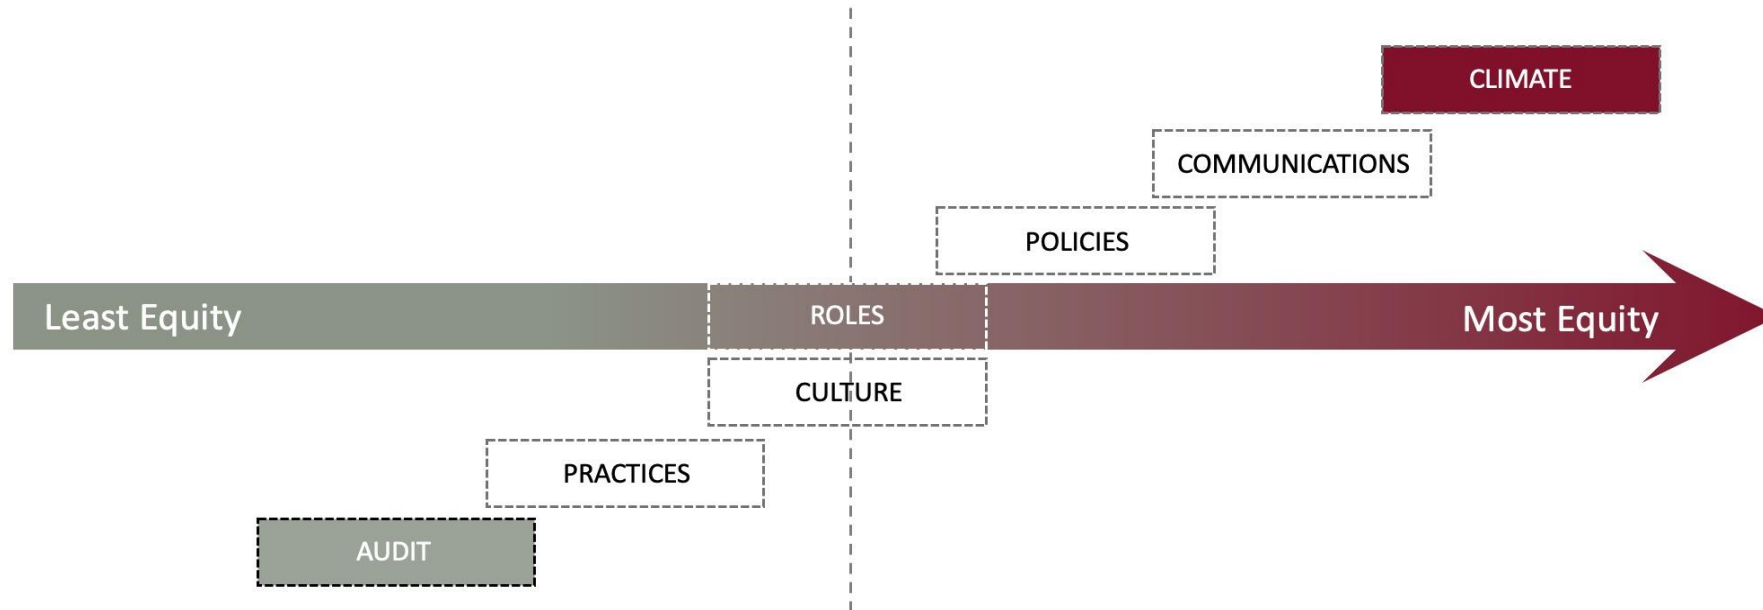 CLIMATE
COMMUNICATIONS
POLICIES
Least Equity
ROLES
Most Equity
CULTURE
PRACTICES
AUDIT